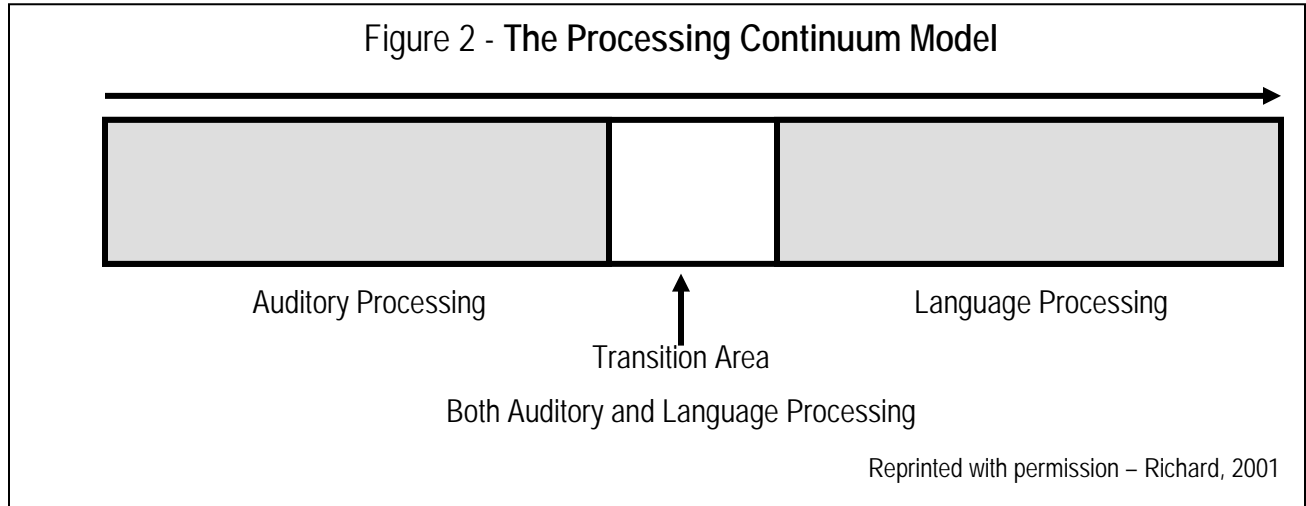 Figure 2 - The Processing Continuum Model
Auditory Processing
Language Processing
Transition Area
Both Auditory and Language Processing
Reprinted with permission – Richard, 2001